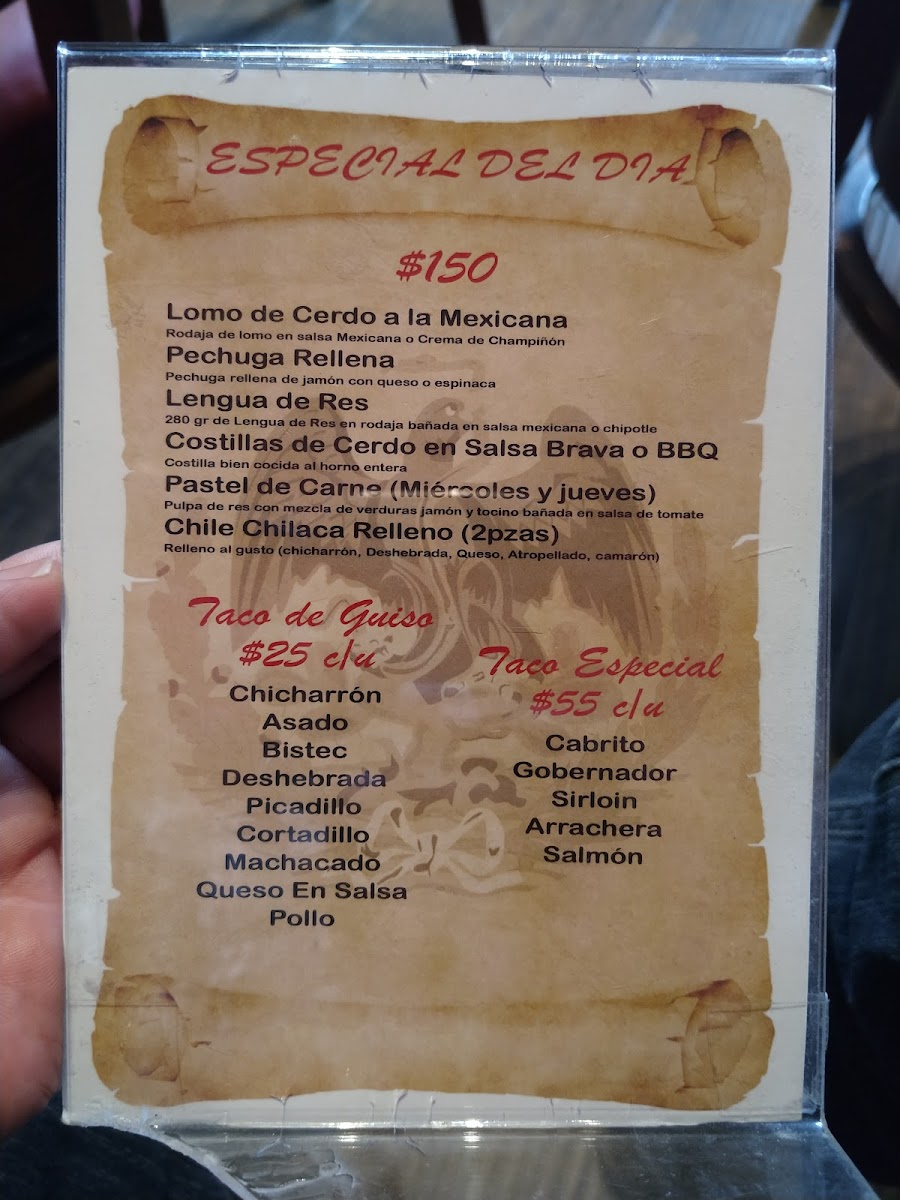 ESPECIAL DEL DIA
$150
Lomo de Cerdo a la Mexicana
Rodaja de lomo en salsa Mexicana o Crema de Champiñón
Pechuga Rellena
Pechuga rellena de jamón con queso o espinaca
Lengua de Res
280 gr de Lengua de Res en rodaja bañada en salsa mexicana o chipotle
Costillas de Cerdo en Salsa Brava o BBQ
Costilla bien cocida al horno entera
Pastel de Carne (Miércoles y jueves)
Pulpa de res con mezcla de verduras jamón y tocino bañada en salsa de tomate
Chile Chilaca Relleno (2pzas)
Relleno al gusto (chicharrón, Deshebrada, Queso, Atropellado, camarón)
Taco de Guiso
$25 c/u
Chicharrón
Asado
Bistec
Deshebrada
Picadillo
Cortadillo
Machacado
Queso En Salsa
Pollo
Taco Especial
$55 c/u
Cabrito
Gobernador
Sirloin
Arrachera
Salmón